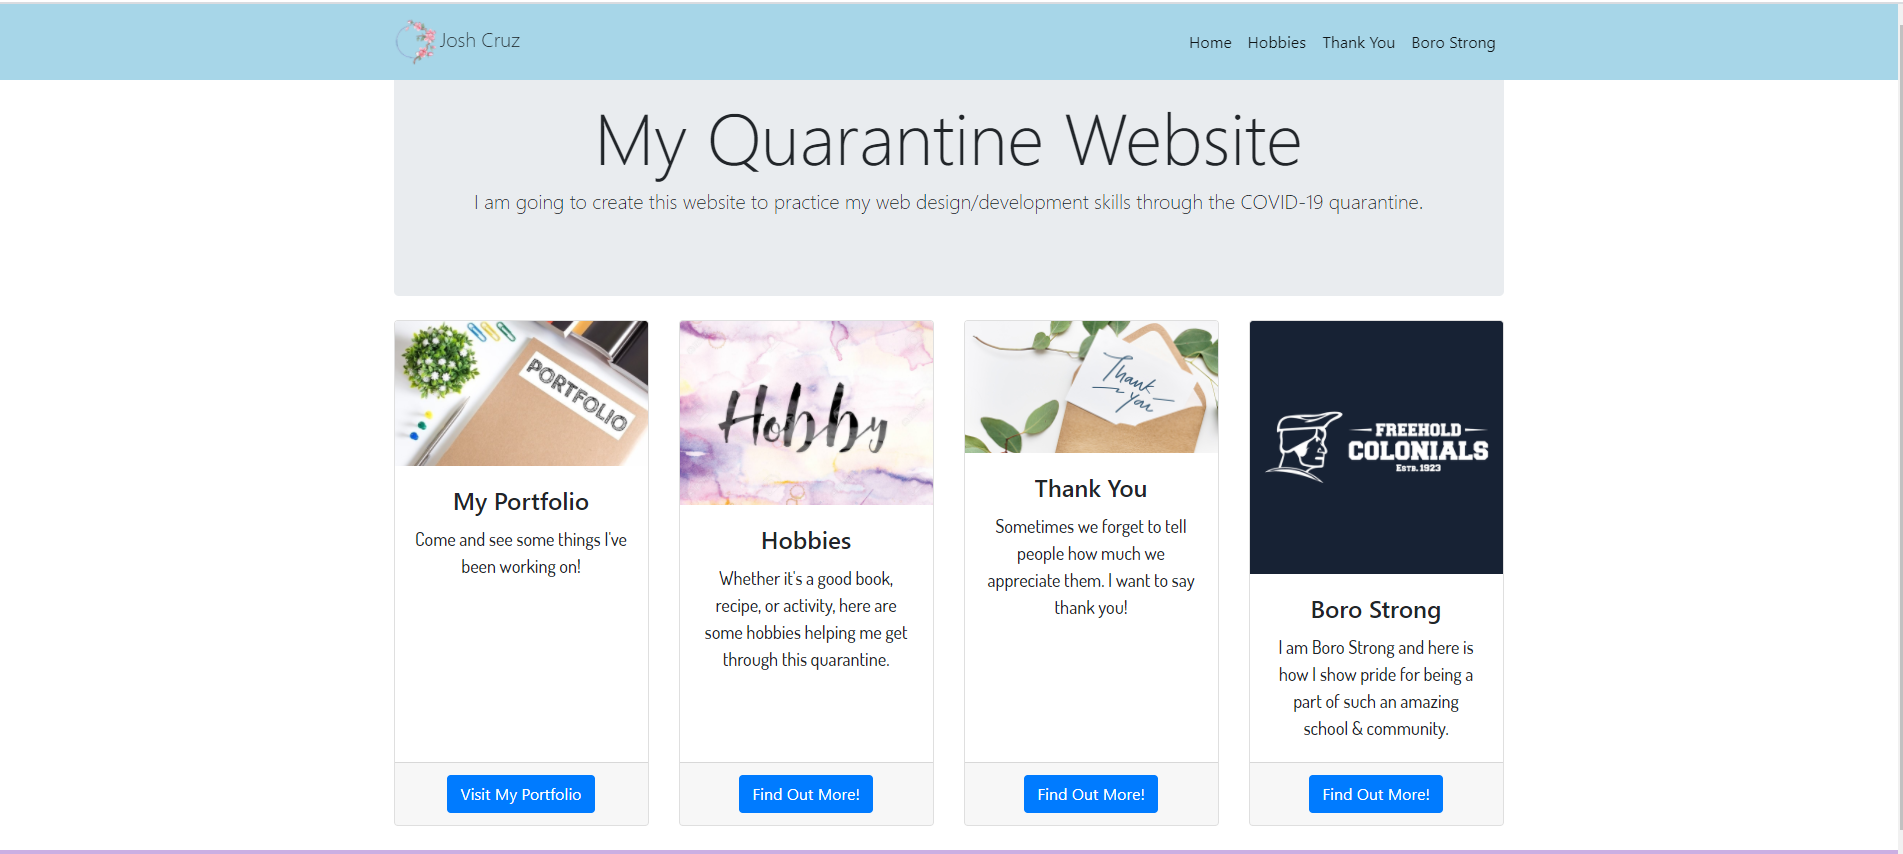 Josh Cruz
Home Hobbies Thank You Boro Strong
My Quarantine Website
I am going to create this website to practice my web design/development skills through the COVID-19 quarantine.
PORTFOLIO
My Portfolio
Come and see some things I've
been working on!
Visit My Portfolio
Hobby
Hobbies
Whether it's a good book,
recipe, or activity, here are
some hobbies helping me get
through this quarantine.
Find Out More!
Thank
You
Thank You
Sometimes we forget to tell
people how much we
appreciate them. I want to say
thank you!
Find Out More!
FREEHOLD
COLONIALS
ESTB. 1923
Boro Strong
I am Boro Strong and here is
how I show pride for being a
part of such an amazing
school & community.
Find Out More!